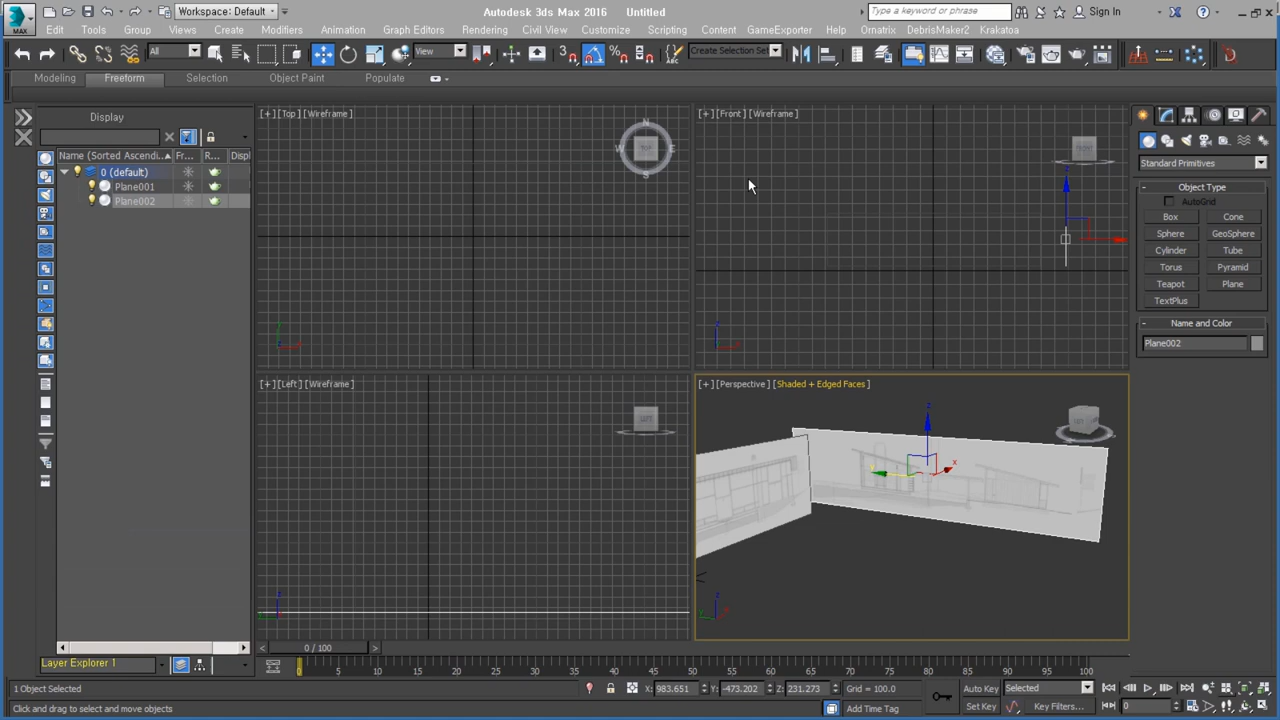 Workspace: Default
Autodesk 3ds Max 2016   Untitled
Type a keyword or phrase
Sign In
MAX
Edit Tools Group Views Create Modifiers Animation Graph Editors Rendering Civil View Customize Scripting Content GameExporter Help Ornatrix DebrisMaker2 Krakatoa
All
View
Create Selection Set
Modeling Freeform Selection Object Paint Populate
Display
Name (Sorted Ascending) Fr... R... Displ
0 (default)
Plane001
Plane002
[+] [Top] [Wireframe]
N
W TOP E
S
[+] [Front] [Wireframe]
FRONT
[+] [Left] [Wireframe]
LEFT
[+] [Perspective] [Shaded + Edged Faces]
z
x
Standard Primitives
Object Type
AutoGrid
Box Cone
Sphere GeoSphere
Cylinder Tube
Torus Pyramid
Teapot Plane
TextPlus
Name and Color
Plane002
0 / 100
Layer Explorer 1
0 5 10 15 20 25 30 35 40 45 50 55 60 65 70 75 80 85 90 95 100
1 Object Selected
X: 983.651 Y: -473.202 Z: 231.273 Grid = 100.0
Auto Key Selected
Click and drag to select and move objects
Add Time Tag
Set Key Key Filters...
0